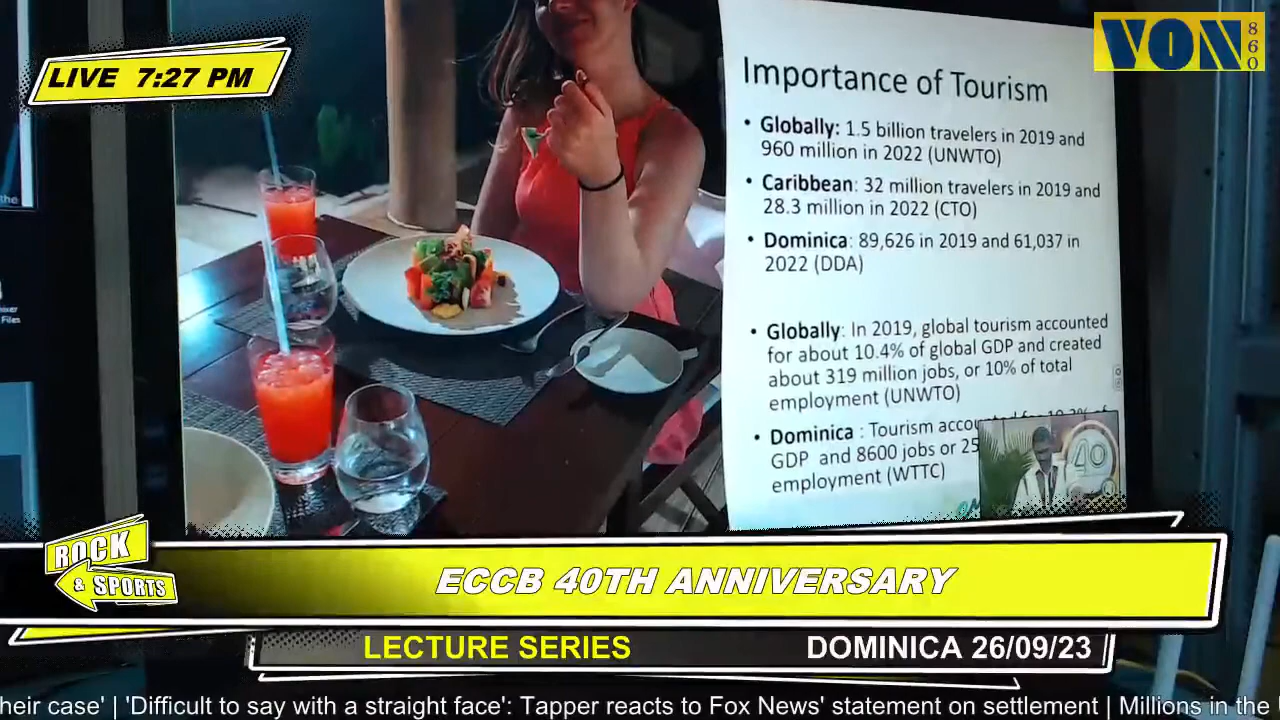 LIVE 7:27 PM
VON
860
Importance of Tourism
• Globally: 1.5 billion travelers in 2019 and
960 million in 2022 (UNWTO)
• Caribbean: 32 million travelers in 2019 and
28.3 million in 2022 (CTO)
• Dominica: 89,626 in 2019 and 61,037 in
2022 (DDA)
• Globally: In 2019, global tourism accounted
for about 10.4% of global GDP and created
about 319 million jobs, or 10% of total
employment (UNWTO)
• Dominica : Tourism accounted for
GDP and 8600 jobs or 25
employment (WTTC)
40
the
Files
ROCK
& SPORTS
ECCB 40TH ANNIVERSARY
LECTURE SERIES
DOMINICA 26/09/23
heir case' | 'Difficult to say with a straight face': Tapper reacts to Fox News' statement on settlement | Millions in the